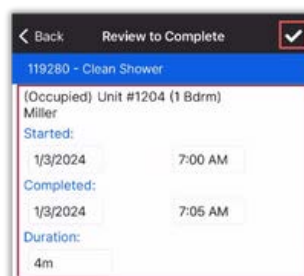 Back Review to Complete
119280 - Clean Shower
(Occupied) Unit #1204 (1 Bdrm)
Miller
Started:
1/3/2024 7:00 AM
Completed:
1/3/2024 7:05 AM
Duration:
4m